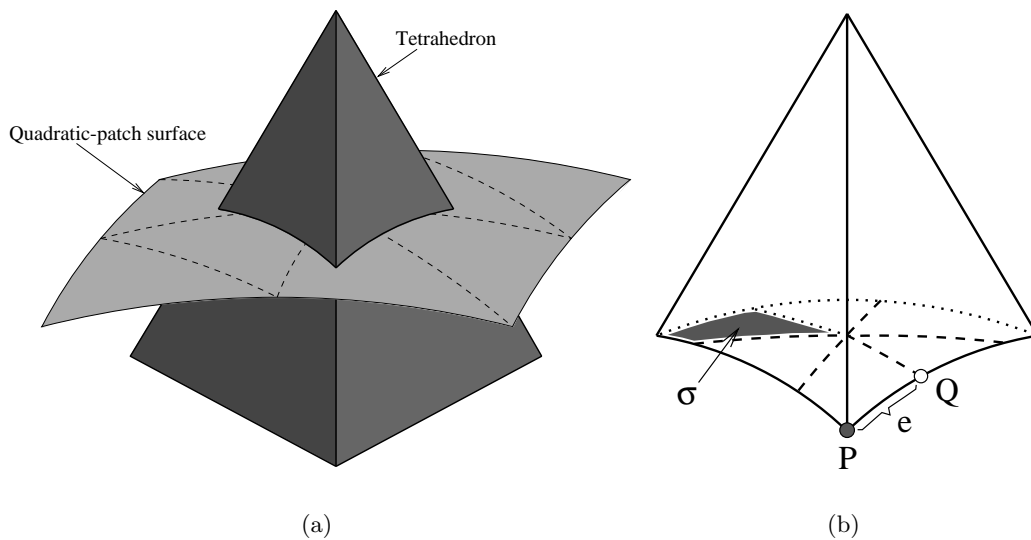 Tetrahedron
Quadratic-patch surface
σ
Q
e
P
(a)
(b)